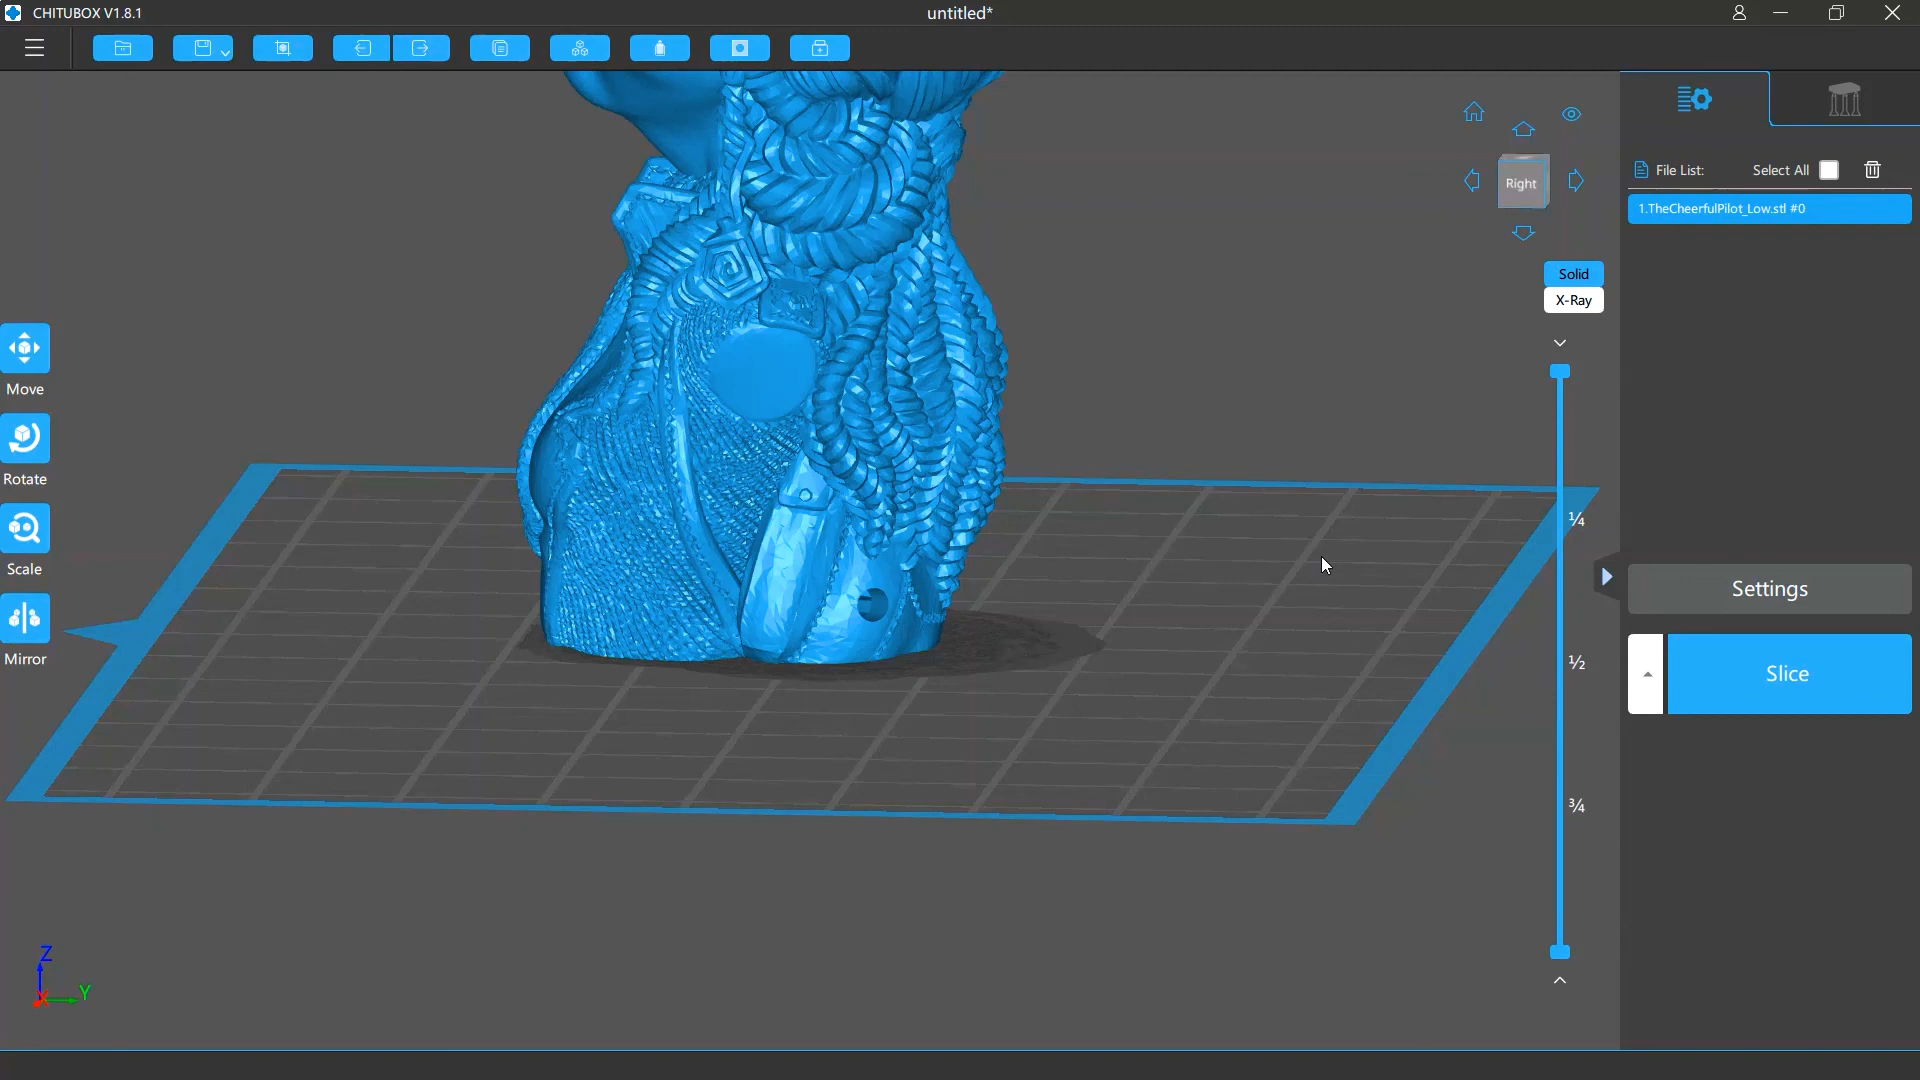 CHITUBOX V1.8.1
untitled*
File List:
Select All
1.TheCheerfulPilot_Low.stl #0
Right
Solid
X-Ray
Move
Rotate
Scale
Mirror
¼
½
¾
Settings
Slice
Z
X
Y